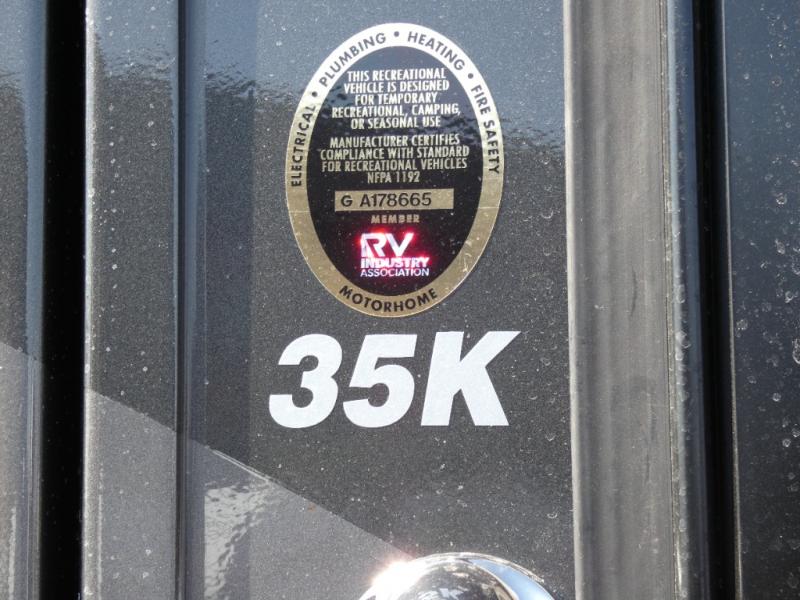 ELECTRICAL • PLUMBING • HEATING • FIRE SAFETY
THIS RECREATIONAL
VEHICLE IS DESIGNED
FOR TEMPORARY
RECREATIONAL, CAMPING,
OR SEASONAL USE
MANUFACTURER CERTIFIES
COMPLIANCE WITH STANDARD
FOR RECREATIONAL VEHICLES
NFPA 1192
G A178665
MEMBER
RV
INDUSTRY
ASSOCIATION
MOTORHOME
35K